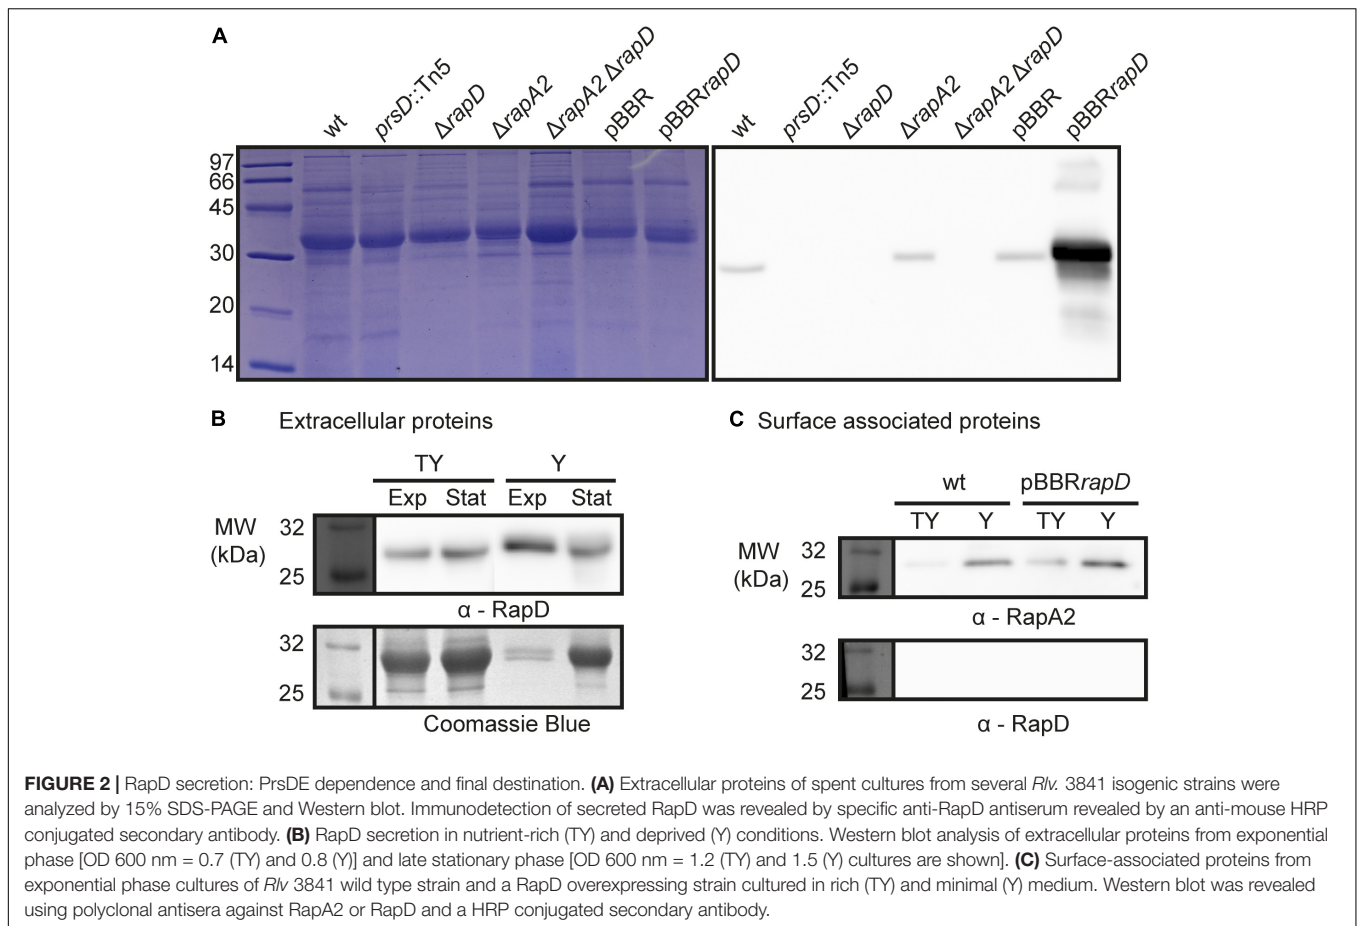 A
wt
prsD::Tn5
ΔrapD
ΔrapA2
ΔrapA2 ΔrapD
pBBR
pBBRrapD
wt
prsD::Tn5
ΔrapD
ΔrapA2
ΔrapA2 ΔrapD
pBBR
pBBRrapD
97
66
45
30
20
14
B Extracellular proteins
TY Y
Exp Stat Exp Stat
MW
(kDa)
32
25
α - RapD
32
25
Coomassie Blue
C Surface associated proteins
wt pBBRrapD
TY Y TY Y
MW
(kDa)
32
25
α - RapA2
32
25
α - RapD
FIGURE 2 | RapD secretion: PrsDE dependence and final destination. (A) Extracellular proteins of spent cultures from several Rlv. 3841 isogenic strains were
analyzed by 15% SDS-PAGE and Western blot. Immunodetection of secreted RapD was revealed by specific anti-RapD antiserum revealed by an anti-mouse HRP
conjugated secondary antibody. (B) RapD secretion in nutrient-rich (TY) and deprived (Y) conditions. Western blot analysis of extracellular proteins from exponential
phase [OD 600 nm = 0.7 (TY) and 0.8 (Y)] and late stationary phase [OD 600 nm = 1.2 (TY) and 1.5 (Y) cultures are shown]. (C) Surface-associated proteins from
exponential phase cultures of Rlv 3841 wild type strain and a RapD overexpressing strain cultured in rich (TY) and minimal (Y) medium. Western blot was revealed
using polyclonal antisera against RapA2 or RapD and a HRP conjugated secondary antibody.